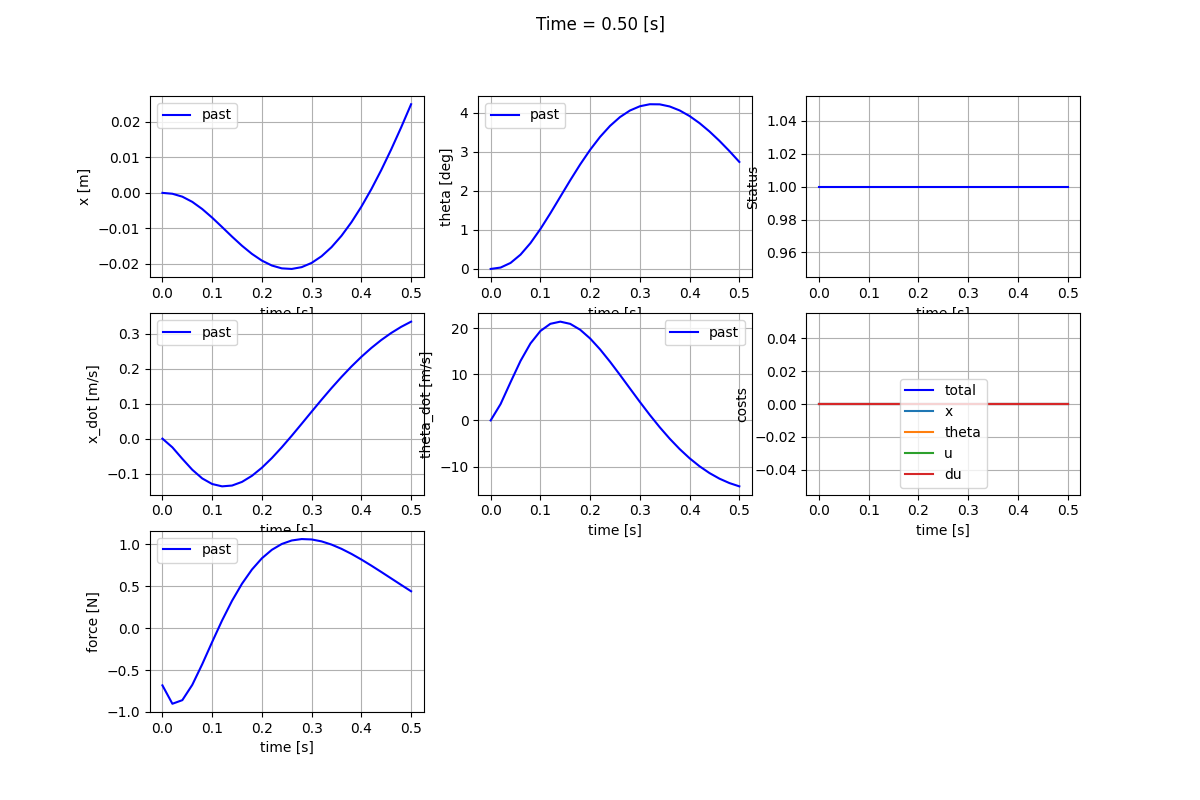 Time = 0.50 [s]
x [m]
0.02
0.01
0.00
−0.01
−0.02
past
0.0 0.1 0.2 0.3 0.4 0.5
time [s]
theta [deg]
4
3
2
1
0
past
0.0 0.1 0.2 0.3 0.4 0.5
time [s]
Status
1.04
1.02
1.00
0.98
0.96
0.0 0.1 0.2 0.3 0.4 0.5
time [s]
x_dot [m/s]
0.3
0.2
0.1
0.0
−0.1
past
0.0 0.1 0.2 0.3 0.4 0.5
time [s]
theta_dot [m/s]
20
10
0
−10
past
0.0 0.1 0.2 0.3 0.4 0.5
time [s]
costs
0.04
0.02
0.00
−0.02
−0.04
total
x
theta
u
du
0.0 0.1 0.2 0.3 0.4 0.5
time [s]
force [N]
1.0
0.5
0.0
−0.5
−1.0
past
0.0 0.1 0.2 0.3 0.4 0.5
time [s]